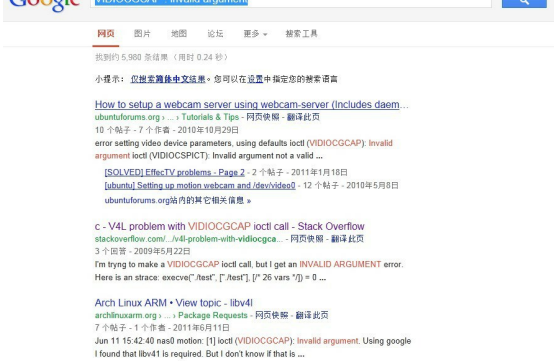 Google VIDIOCGCAP : Invalid argument
网页 图片 地图 论坛 更多 搜索工具
找到约 5,980 条结果 （用时 0.24 秒）
小提示： 仅搜索简体中文结果。您可以在设置中指定您的搜索语言
How to setup a webcam server using webcam-server (Includes daem...
ubuntuforums.org › ... › Tutorials & Tips - 网页快照 - 翻译此页
10 个帖子 - 7 个作者 - 2010年10月29日
error setting video device parameters, using defaults ioctl (VIDIOCGCAP): Invalid
argument ioctl (VIDIOCSPICT): Invalid argument not a valid ...
[SOLVED] EffecTV problems - Page 2 - 2 个帖子 - 2011年1月18日
[ubuntu] Setting up motion webcam and /dev/video0 - 12 个帖子 - 2010年5月8日
ubuntuforums.org站内的其它相关信息 »
c - V4L problem with VIDIOCGCAP ioctl call - Stack Overflow
stackoverflow.com/.../v4l-problem-with-vidiocgca... - 网页快照 - 翻译此页
3 个回答 - 2009年5月22日
I'm tryng to make a VIDIOCGCAP ioctl call, but I get an INVALID ARGUMENT error.
Here is an strace: execve("./test", ["./test"], [/* 26 vars */]) = 0 ...
Arch Linux ARM • View topic - libv4l
archlinuxarm.org › ... › Package Requests - 网页快照 - 翻译此页
7 个帖子 - 1 个作者 - 2011年6月11日
Jun 11 15:42:40 nas0 motion: [1] ioctl (VIDIOCGCAP): Invalid argument. Using google
I found that libv41 is required. But I don't know if that is ...